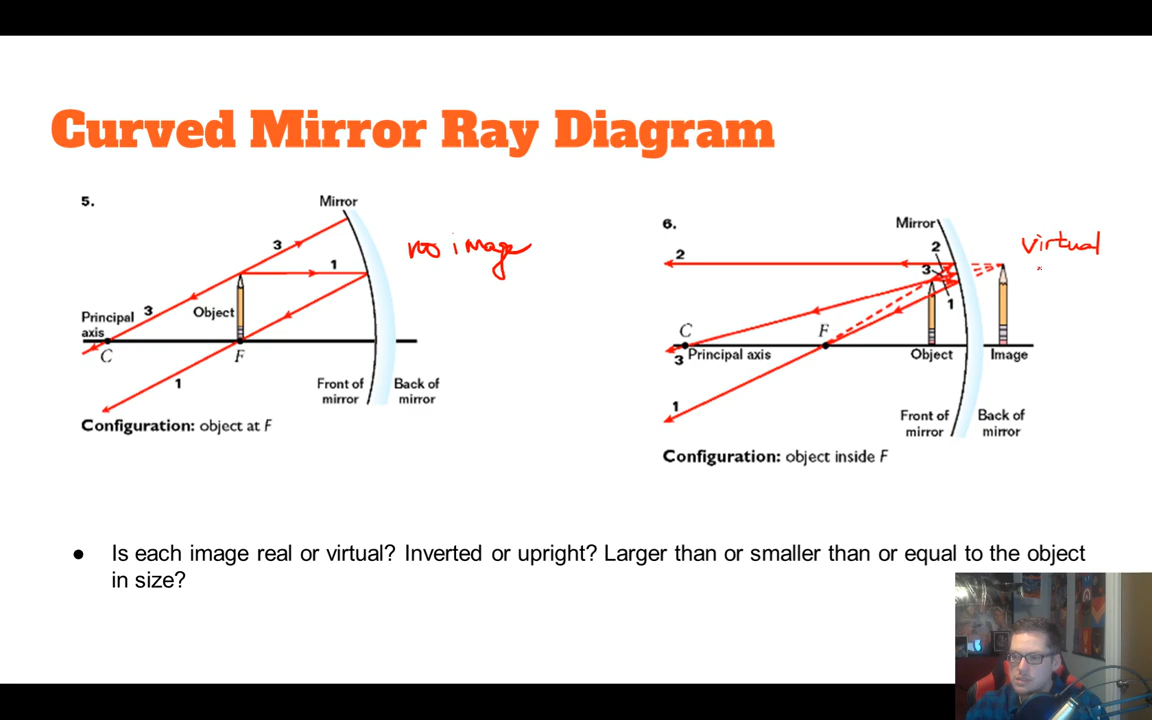 Curved Mirror Ray Diagram
5.
Mirror
3
1
no image
Principal
axis
3
Object
C
F
1
Front of
mirror
Back of
mirror
Configuration: object at F
6.
Mirror
virtual
2
2
3
1
C
F
3
Principal axis
Object
Image
1
Front of
mirror
Back of
mirror
Configuration: object inside F
● Is each image real or virtual? Inverted or upright? Larger than or smaller than or equal to the object
in size?